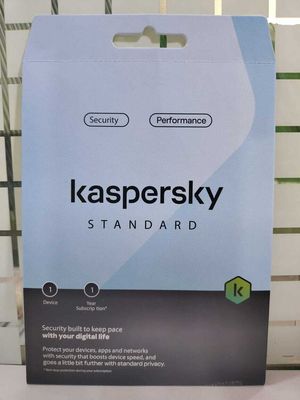 Security Performance
kaspersky
STANDARD
1 1
Device Year
Subscription*
Security built to keep pace
with your digital life
Protect your devices, apps and networks
with security that boosts device speed, and
goes a little bit further with standard privacy.